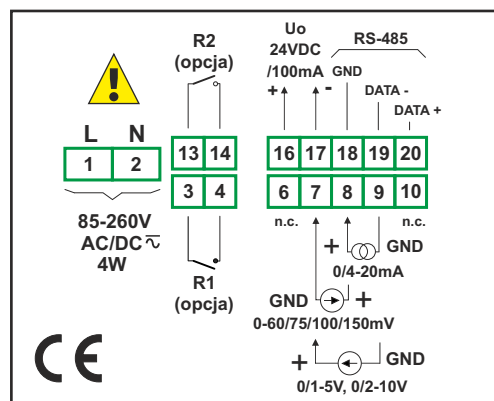 R2
(opcja)
Uo
24VDC
/100mA
+
-
RS-485
GND
DATA -
DATA +
L N
1 2
13 14
3 4
16 17 18 19 20
6 7 8 9 10
n.c.
n.c.
85-260V
AC/DC
4W
R1
(opcja)
+ GND
0/4-20mA
GND +
0-60/75/100/150mV
+ GND
0/1-5V, 0/2-10V
CE